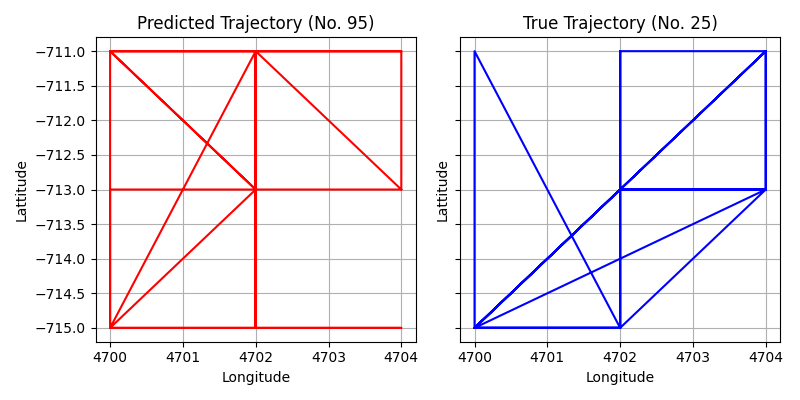 Predicted Trajectory (No. 95)
−711.0
−711.5
−712.0
−712.5
−713.0
−713.5
−714.0
−714.5
−715.0
Lattitude
4700 4701 4702 4703 4704
Longitude
True Trajectory (No. 25)
Lattitude
4700 4701 4702 4703 4704
Longitude